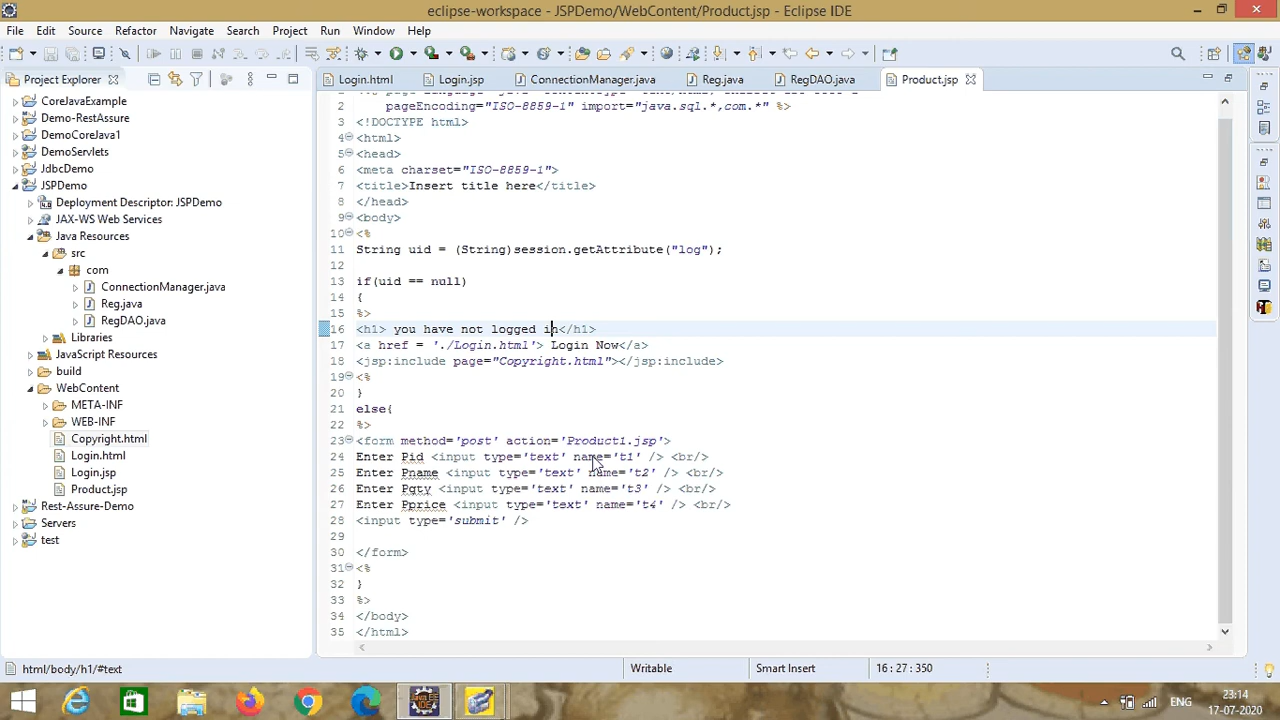 eclipse-workspace - JSPDemo/WebContent/Product.jsp - Eclipse IDE
File Edit Source Refactor Navigate Search Project Run Window Help
Project Explorer
Login.html Login.jsp ConnectionManager.java Reg.java RegDAO.java Product.jsp
CoreJavaExample
Demo-RestAssure
DemoCoreJava1
DemoServlets
JdbcDemo
JSPDemo
Deployment Descriptor: JSPDemo
JAX-WS Web Services
Java Resources
src
com
ConnectionManager.java
Reg.java
RegDAO.java
Libraries
JavaScript Resources
build
WebContent
META-INF
WEB-INF
Copyright.html
Login.html
Login.jsp
Product.jsp
Rest-Assure-Demo
Servers
test
2 pageEncoding="ISO-8859-1" import="java.sql.*,com.*" %>
3 <!DOCTYPE html>
4 <html>
5 <head>
6 <meta charset="ISO-8859-1">
7 <title>Insert title here</title>
8 </head>
9 <body>
10 <%
11 String uid = (String)session.getAttribute("log");
12
13 if(uid == null)
14 {
15 %>
16 <h1> you have not logged in</h1>
17 <a href = './Login.html'> Login Now</a>
18 <jsp:include page="Copyright.html"></jsp:include>
19 <%
20 }
21 else{
22 %>
23 <form method='post' action='Product1.jsp'>
24 Enter Pid <input type='text' name='t1' /> <br/>
25 Enter Pname <input type='text' name='t2' /> <br/>
26 Enter Pqty <input type='text' name='t3' /> <br/>
27 Enter Pprice <input type='text' name='t4' /> <br/>
28 <input type='submit' />
29
30 </form>
31 <%
32 }
33 %>
34 </body>
35 </html>
html/body/h1/#text Writable Smart Insert 16 : 27 : 350
ENG
23:14
17-07-2020